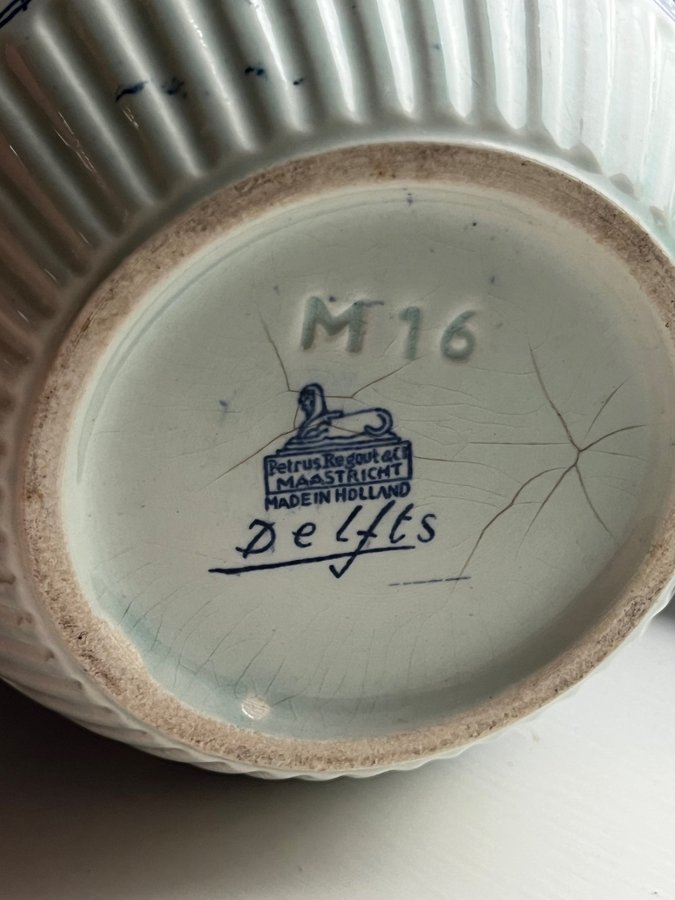 M 16
Petrus Regout & Co
MAASTRICHT
MADE IN HOLLAND
Delfts